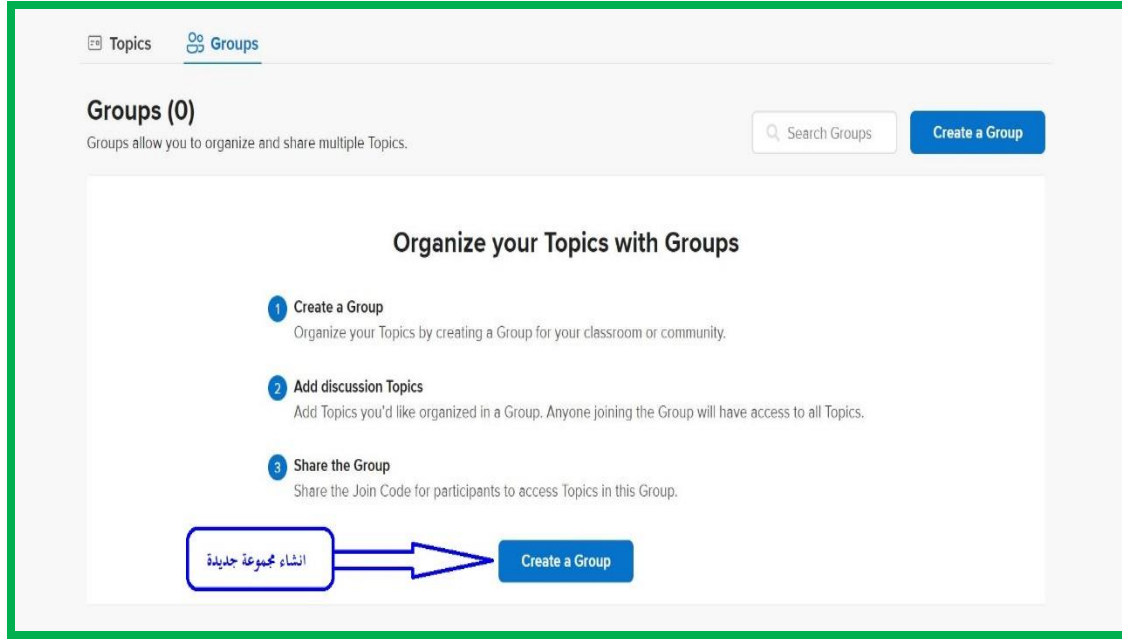 Topics Groups
Groups (0)
Groups allow you to organize and share multiple Topics.
Search Groups
Create a Group
Organize your Topics with Groups
1 Create a Group
Organize your Topics by creating a Group for your classroom or community.
2 Add discussion Topics
Add Topics you'd like organized in a Group. Anyone joining the Group will have access to all Topics.
3 Share the Group
Share the Join Code for participants to access Topics in this Group.
انشاء مجموعة جديدة
Create a Group